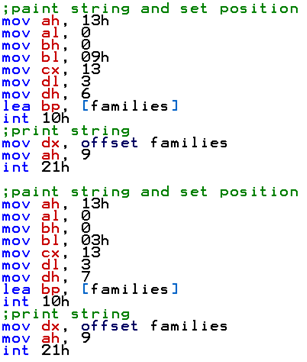 ;paint string and set position
mov ah, 13h
mov al, 0
mov bh, 0
mov bl, 09h
mov cx, 13
mov dl, 3
mov dh, 6
lea bp, [families]
int 10h
;print string
mov dx, offset families
mov ah, 9
int 21h
;paint string and set position
mov ah, 13h
mov al, 0
mov bh, 0
mov bl, 03h
mov cx, 13
mov dl, 3
mov dh, 7
lea bp, [families]
int 10h
;print string
mov dx, offset families
mov ah, 9
int 21h